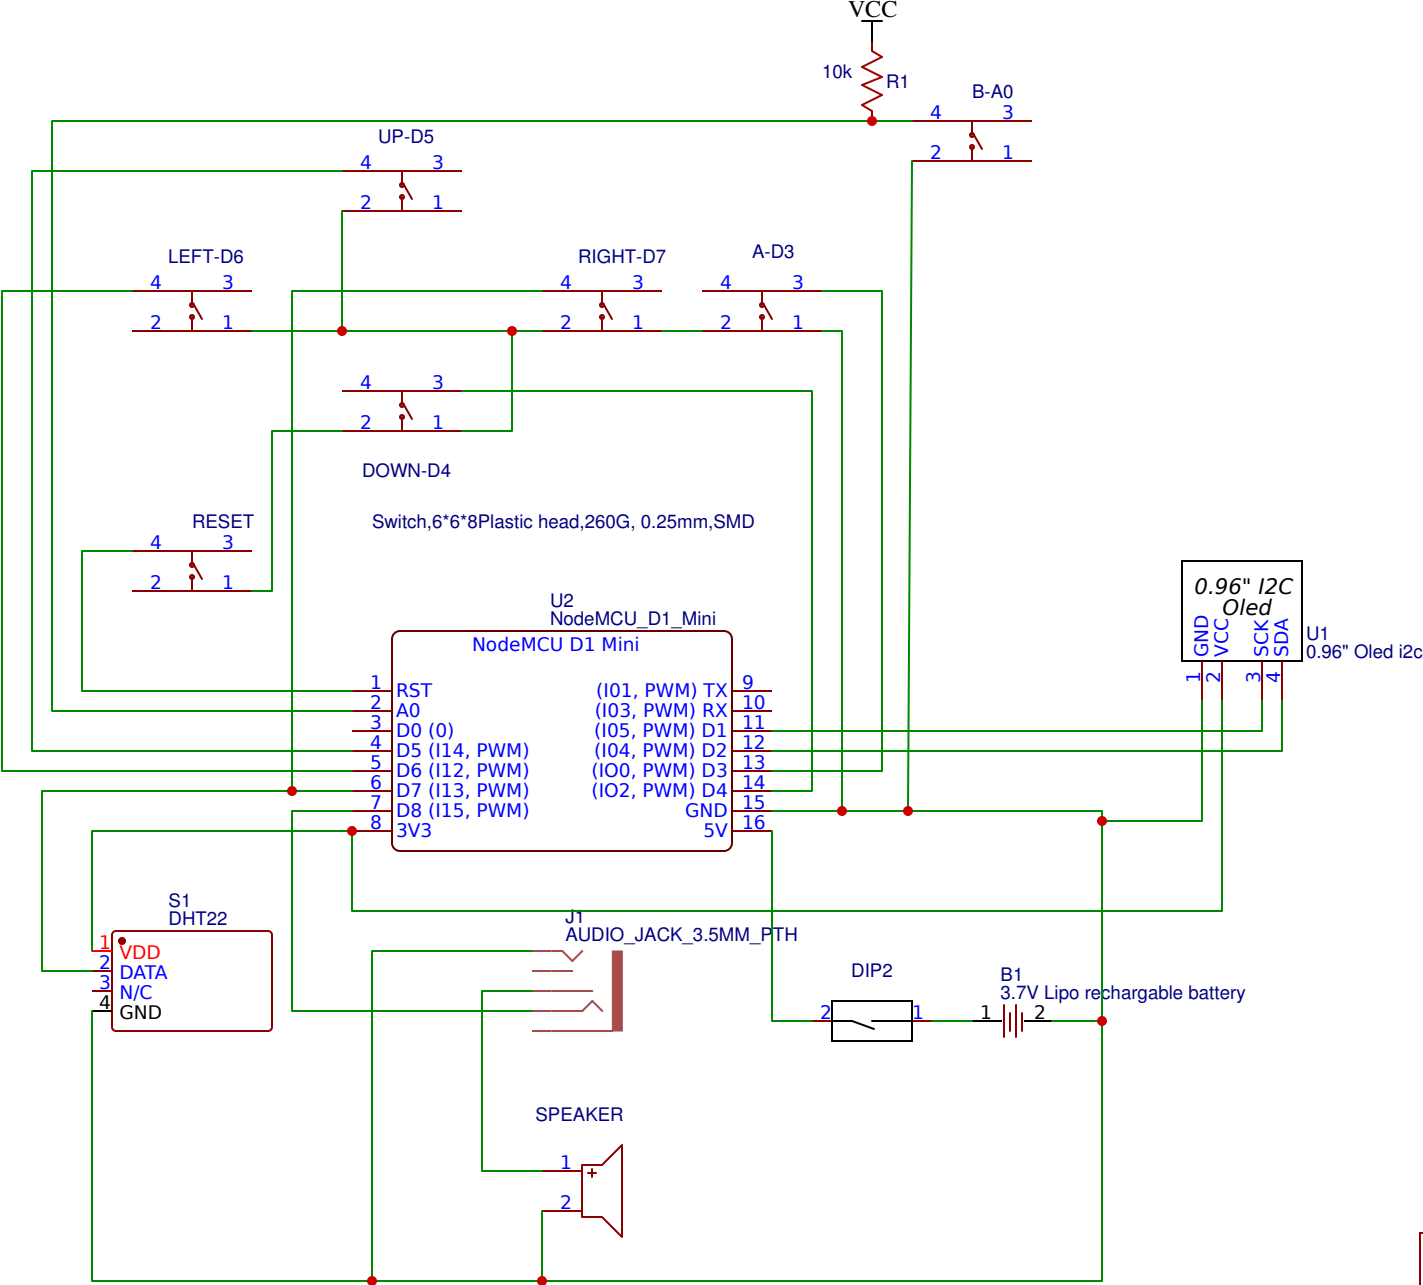 VCC
10k
R1
B-A0
4 3
2 1
UP-D5
4 3
2 1
LEFT-D6
4 3
2 1
RIGHT-D7
4 3
2 1
A-D3
4 3
2 1
4 3
2 1
DOWN-D4
Switch,6*6*8Plastic head,260G, 0.25mm,SMD
RESET
4 3
2 1
U2
NodeMCU_D1_Mini
NodeMCU D1 Mini
1 RST
2 A0
3 D0 (0)
4 D5 (I14, PWM)
5 D6 (I12, PWM)
6 D7 (I13, PWM)
7 D8 (I15, PWM)
8 3V3
(I01, PWM) TX 9
(I03, PWM) RX 10
(I05, PWM) D1 11
(I04, PWM) D2 12
(IO0, PWM) D3 13
(IO2, PWM) D4 14
GND 15
5V 16
0.96" I2C
Oled
GND
VCC
SCK
SDA
1
2
3
4
U1
0.96" Oled i2c
S1
DHT22
1 VDD
2 DATA
3 N/C
4 GND
J1
AUDIO_JACK_3.5MM_PTH
DIP2
2 1
B1
3.7V Lipo rechargable battery
1 2
SPEAKER
1
+
2